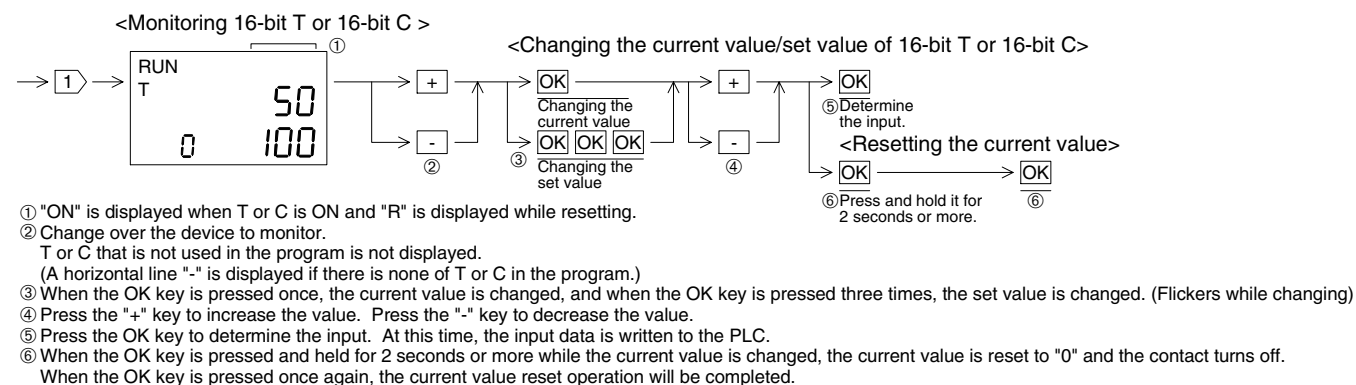 <Monitoring 16-bit T or 16-bit C >
①
<Changing the current value/set value of 16-bit T or 16-bit C>
1
RUN
T
50
0 100
+
-
②
OK
Changing the
current value
③
OK OK OK
Changing the
set value
+
-
④
OK
⑤Determine
the input.
<Resetting the current value>
OK OK
⑥Press and hold it for
2 seconds or more.
⑥
① "ON" is displayed when T or C is ON and "R" is displayed while resetting.
② Change over the device to monitor.
T or C that is not used in the program is not displayed.
(A horizontal line "-" is displayed if there is none of T or C in the program.)
③ When the OK key is pressed once, the current value is changed, and when the OK key is pressed three times, the set value is changed. (Flickers while changing)
④ Press the "+" key to increase the value. Press the "-" key to decrease the value.
⑤ Press the OK key to determine the input. At this time, the input data is written to the PLC.
⑥ When the OK key is pressed and held for 2 seconds or more while the current value is changed, the current value is reset to "0" and the contact turns off.
When the OK key is pressed once again, the current value reset operation will be completed.